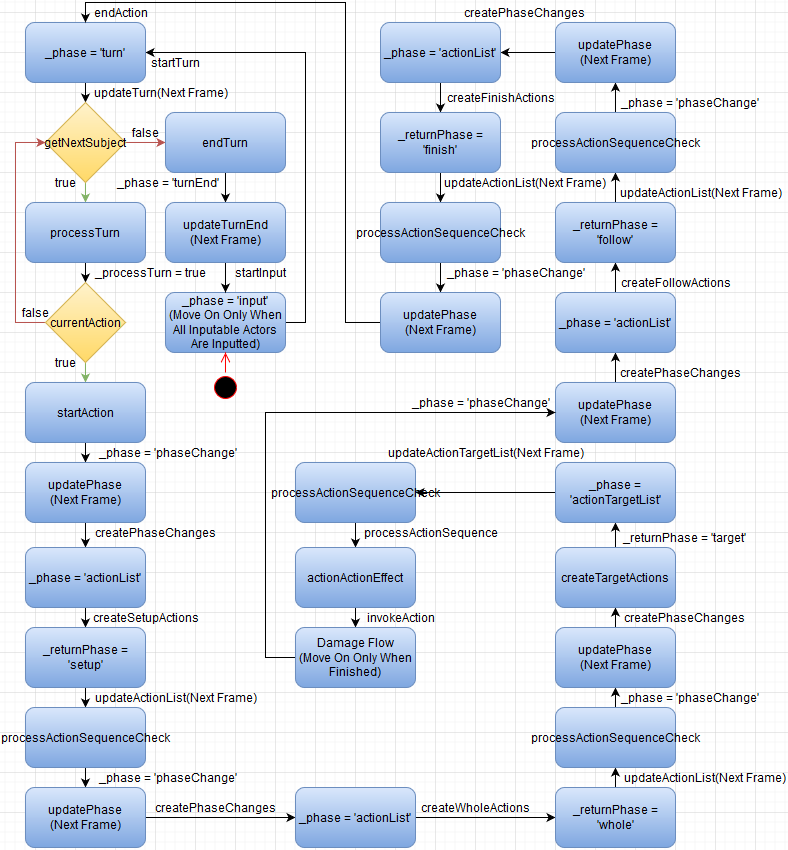 endAction
_phase = 'turn'
startTurn
updateTurn(Next Frame)
getNextSubject
false
endTurn
true
_phase = 'turnEnd'
processTurn
updateTurnEnd
(Next Frame)
_processTurn = true
startInput
false
currentAction
_phase = 'input'
(Move On Only When
All Inputable Actors
Are Inputted)
true
startAction
_phase = 'phaseChange'
updatePhase
(Next Frame)
createPhaseChanges
_phase = 'actionList'
createSetupActions
_returnPhase =
'setup'
updateActionList(Next Frame)
processActionSequenceCheck
_phase = 'phaseChange'
updatePhase
(Next Frame)
createPhaseChanges
_phase = 'actionList'
createWholeActions
_returnPhase =
'whole'
updateActionList(Next Frame)
processActionSequenceCheck
_phase = 'phaseChange'
updatePhase
(Next Frame)
createPhaseChanges
createTargetActions
_returnPhase = 'target'
_phase =
'actionTargetList'
updateActionTargetList(Next Frame)
processActionSequenceCheck
processActionSequence
actionActionEffect
invokeAction
Damage Flow
(Move On Only When
Finished)
_phase = 'phaseChange'
updatePhase
(Next Frame)
createPhaseChanges
_phase = 'actionList'
createFollowActions
_returnPhase =
'follow'
updateActionList(Next Frame)
processActionSequenceCheck
_phase = 'phaseChange'
updatePhase
(Next Frame)
createPhaseChanges
_phase = 'actionList'
createFinishActions
_returnPhase =
'finish'
updateActionList(Next Frame)
processActionSequenceCheck
_phase = 'phaseChange'
updatePhase
(Next Frame)